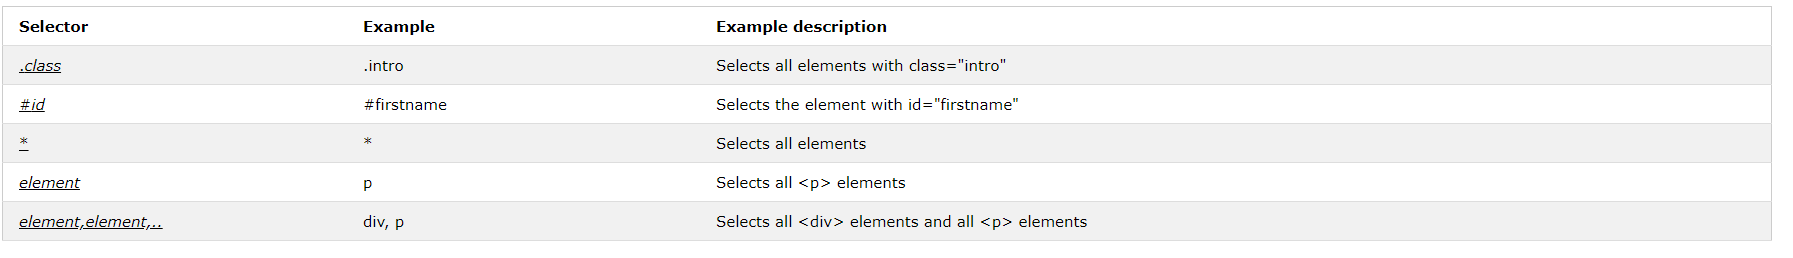 Selector Example Example description
.class .intro Selects all elements with class="intro"
#id #firstname Selects the element with id="firstname"
* * Selects all elements
element p Selects all <p> elements
element,element,.. div, p Selects all <div> elements and all <p> elements